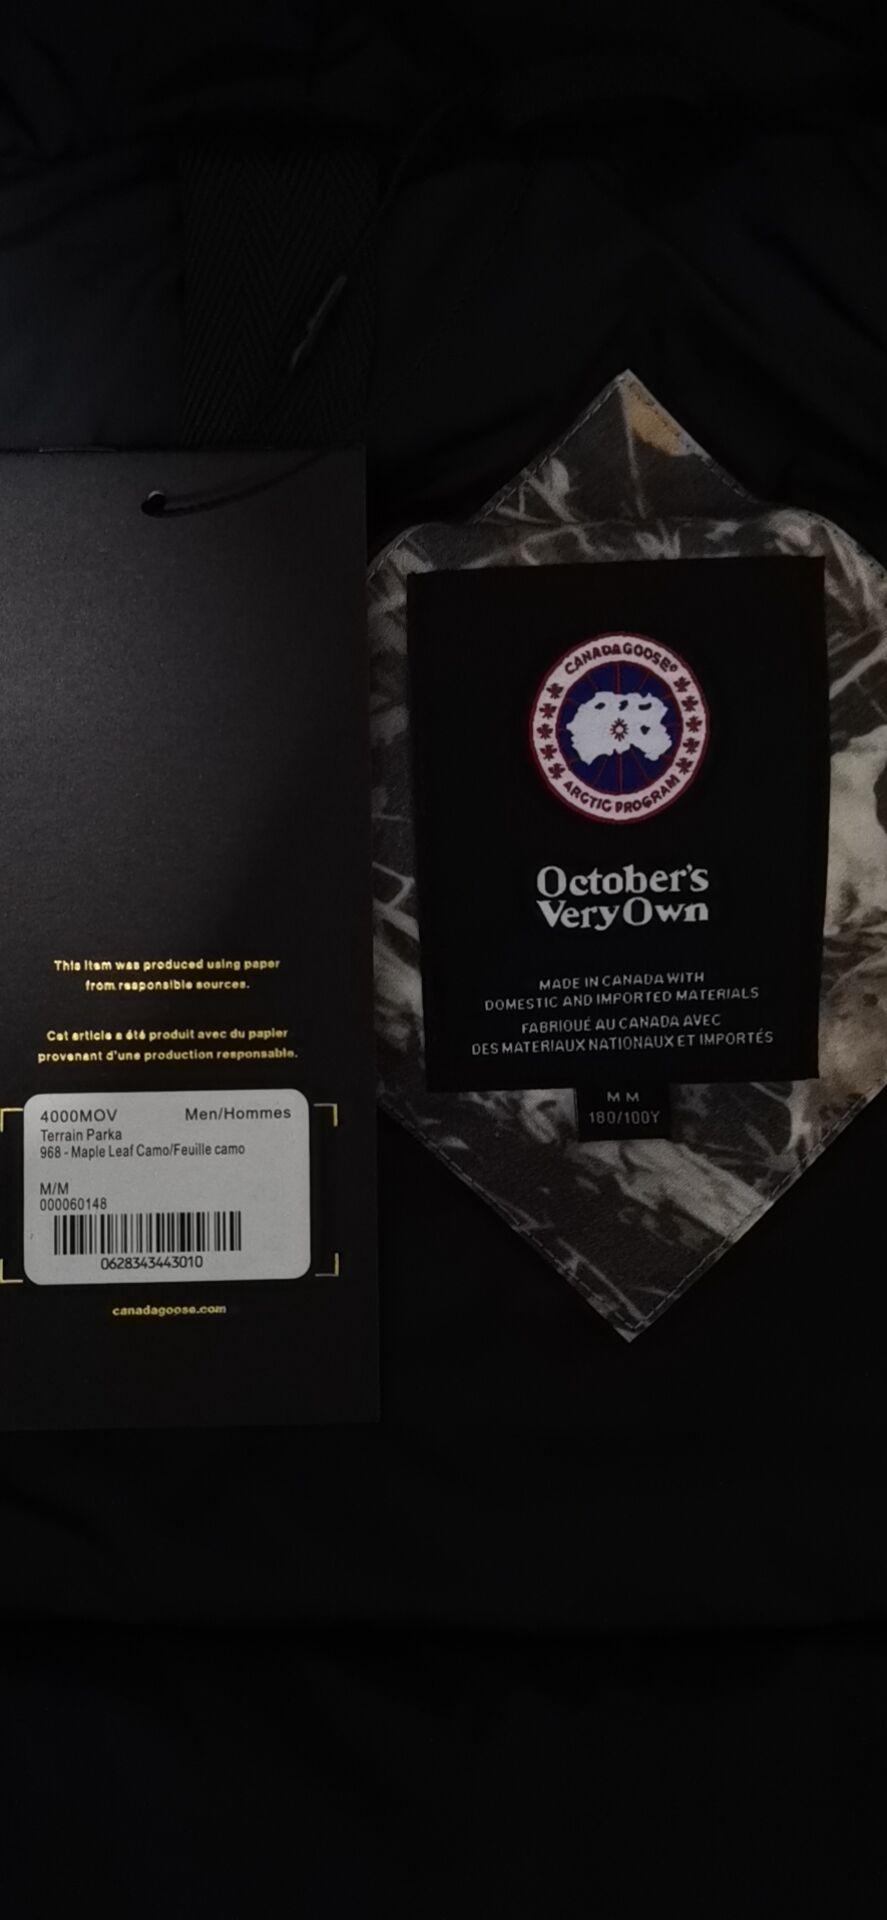 This item was produced using paper
from responsible sources.
Cet article a été produit avec du papier
provenant d'une production responsable.
4000MOV Men/Hommes
Terrain Parka
968 - Maple Leaf Camo/Feuille camo
M/M
000060148
0628343443010
canadagoose.com
CANADA GOOSE®
ARCTIC PROGRAM
October's
Very Own
MADE IN CANADA WITH
DOMESTIC AND IMPORTED MATERIALS
FABRIQUÉ AU CANADA AVEC
DES MATERIAUX NATIONAUX ET IMPORTÉS
M M
180/100Y